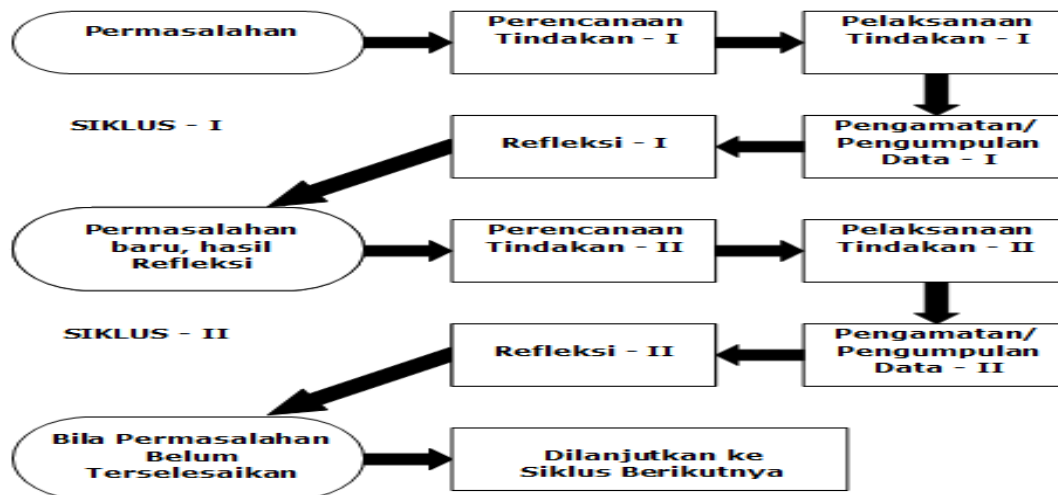 Permasalahan
Perencanaan
Tindakan - I
Pelaksanaan
Tindakan - I
SIKLUS - I
Refleksi - I
Pengamatan/
Pengumpulan
Data - I
Permasalahan
baru, hasil
Refleksi
Perencanaan
Tindakan - II
Pelaksanaan
Tindakan - II
SIKLUS - II
Refleksi - II
Pengamatan/
Pengumpulan
Data - II
Bila Permasalahan
Belum
Terselesaikan
Dilanjutkan ke
Siklus Berikutnya